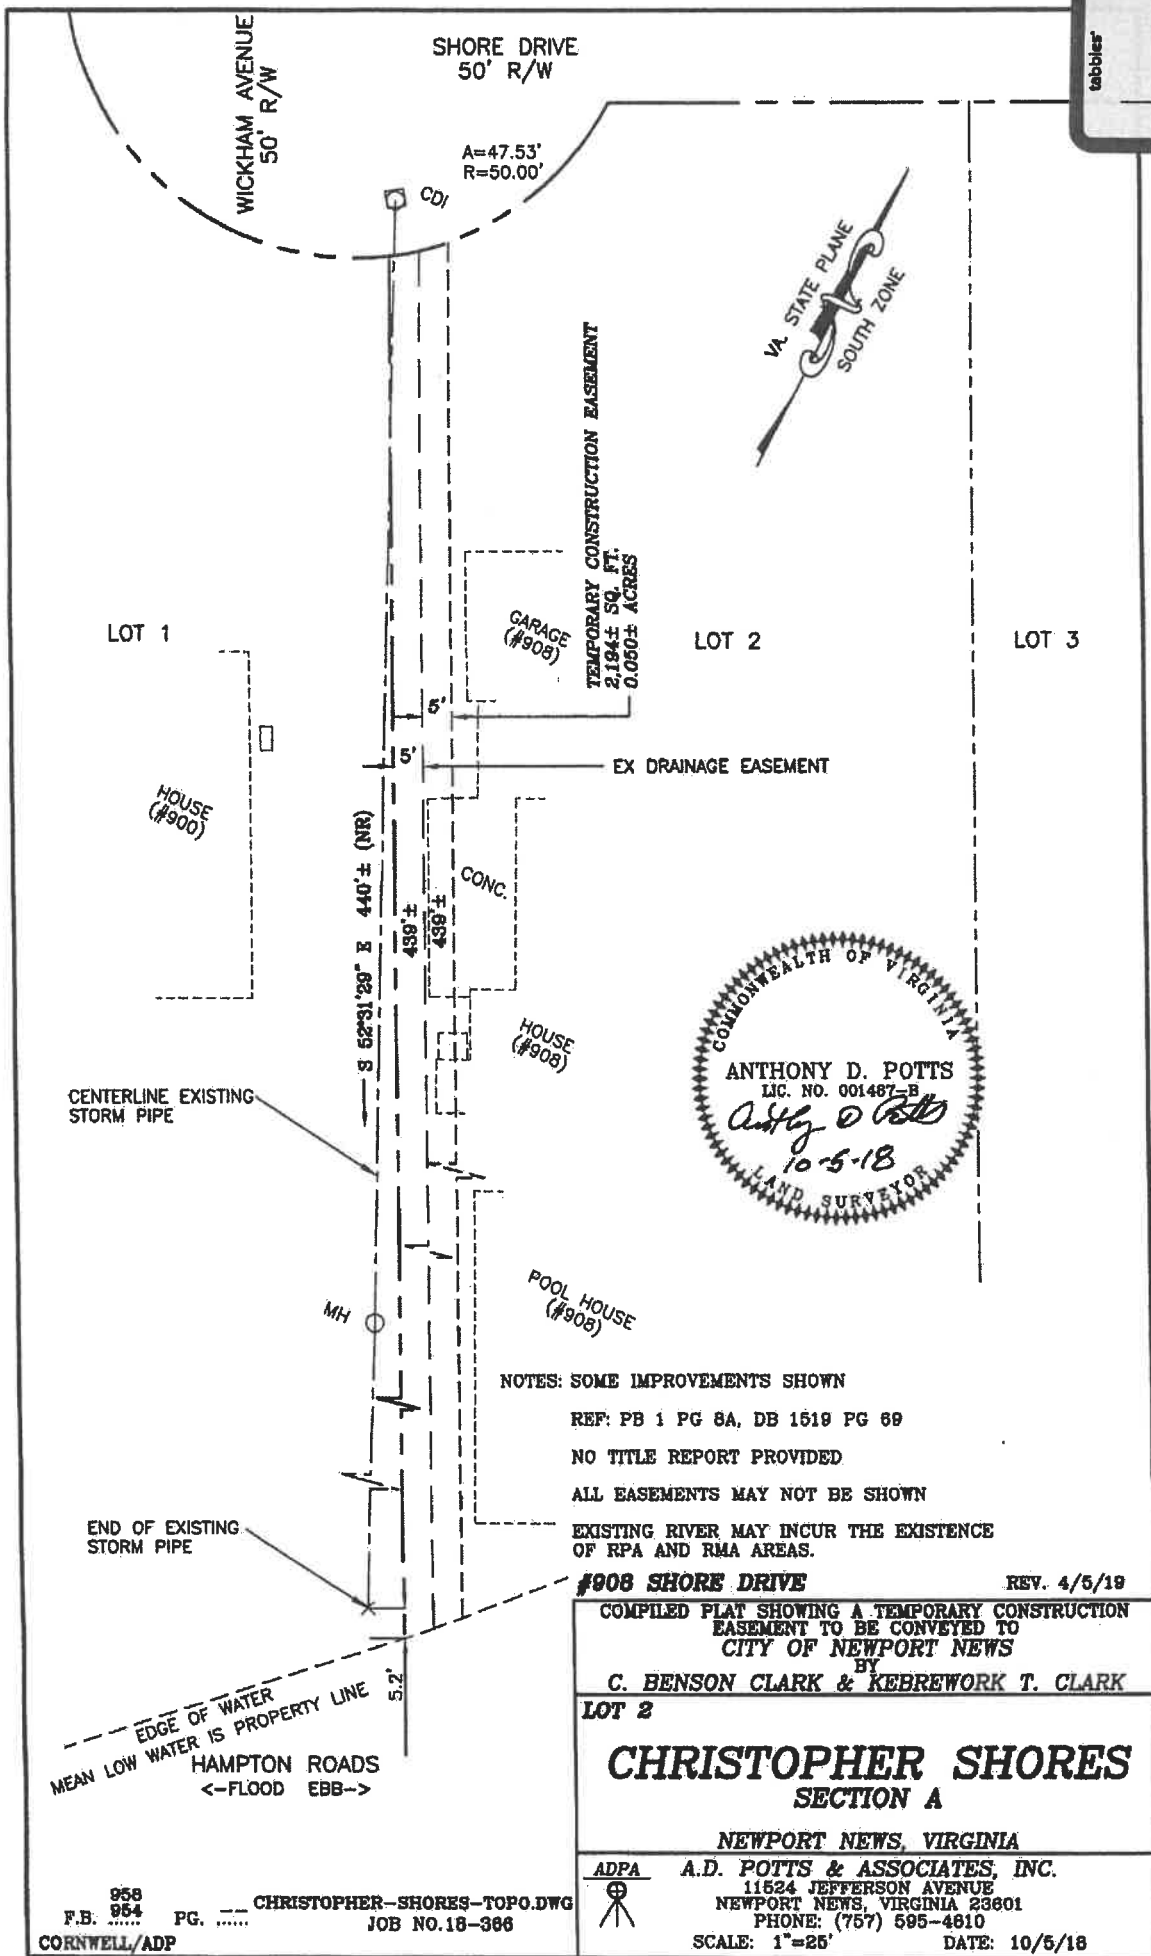 tabbies'
WICKHAM AVENUE
50' R/W
SHORE DRIVE
50' R/W
A=47.53'
R=50.00'
CDI
VA. STATE PLANE
SOUTH ZONE
TEMPORARY CONSTRUCTION EASEMENT
2,194± SQ. FT.
0.050± ACRES
GARAGE
(#908)
LOT 1
LOT 2
LOT 3
5'
5'
EX DRAINAGE EASEMENT
HOUSE
(#900)
S 52°31'29" E 440'± (NR)
439'±
439'±
CONC.
HOUSE
(#908)
COMMONWEALTH OF VIRGINIA
ANTHONY D. POTTS
LIC. NO. 001467-B
Anthony D Potts
10-5-18
LAND SURVEYOR
CENTERLINE EXISTING
STORM PIPE
MH
POOL HOUSE
(#908)
NOTES: SOME IMPROVEMENTS SHOWN
REF: PB 1 PG 8A, DB 1519 PG 69
NO TITLE REPORT PROVIDED
ALL EASEMENTS MAY NOT BE SHOWN
EXISTING RIVER MAY INCUR THE EXISTENCE
OF RPA AND RMA AREAS.
END OF EXISTING
STORM PIPE
5.2'
EDGE OF WATER
MEAN LOW WATER IS PROPERTY LINE
HAMPTON ROADS
<-FLOOD EBB->
#908 SHORE DRIVE REV. 4/5/19
COMPILED PLAT SHOWING A TEMPORARY CONSTRUCTION
EASEMENT TO BE CONVEYED TO
CITY OF NEWPORT NEWS
BY
C. BENSON CLARK & KEBREWORK T. CLARK
LOT 2
CHRISTOPHER SHORES
SECTION A
NEWPORT NEWS, VIRGINIA
ADPA
A.D. POTTS & ASSOCIATES, INC.
11524 JEFFERSON AVENUE
NEWPORT NEWS, VIRGINIA 23601
PHONE: (757) 595-4610
SCALE: 1"=25' DATE: 10/5/18
958
F.B. 954 PG. ...... CHRISTOPHER-SHORES-TOPO.DWG
JOB NO.18-366
CORNWELL/ADP